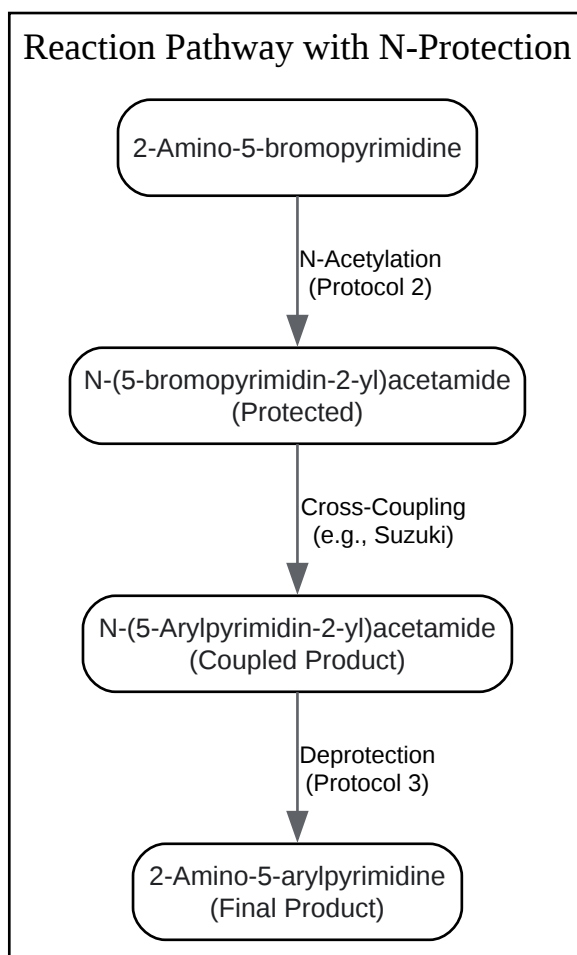 Reaction Pathway with N-Protection
2-Amino-5-bromopyrimidine
N-Acetylation
(Protocol 2)
N-(5-bromopyrimidin-2-yl)acetamide
(Protected)
Cross-Coupling
(e.g., Suzuki)
N-(5-Arylpyrimidin-2-yl)acetamide
(Coupled Product)
Deprotection
(Protocol 3)
2-Amino-5-arylpyrimidine
(Final Product)